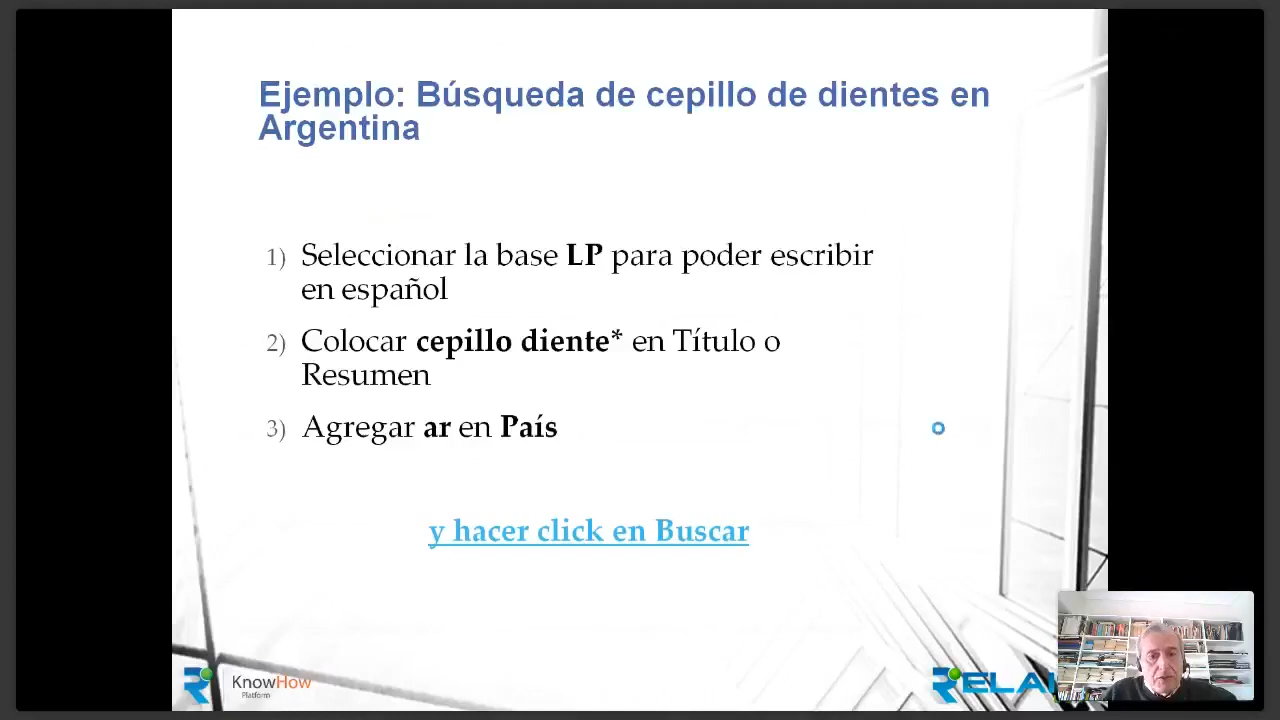 Ejemplo: Búsqueda de cepillo de dientes en
Argentina
1) Seleccionar la base LP para poder escribir
en español
2) Colocar cepillo diente* en Título o
Resumen
3) Agregar ar en País
y hacer click en Buscar
KnowHow
Platform
RELAI